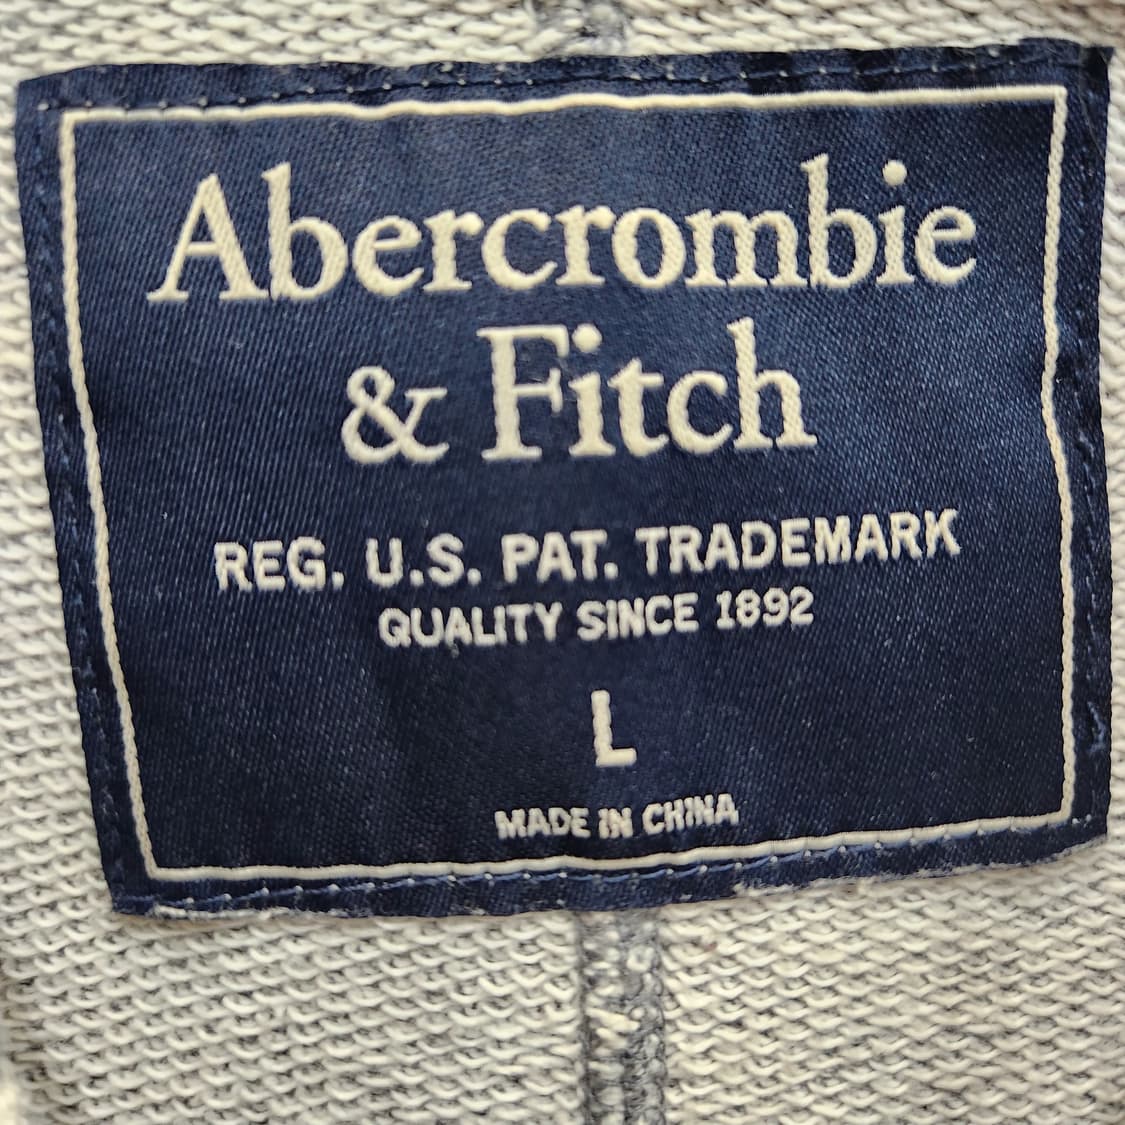 Abercrombie
& Fitch
REG. U.S. PAT. TRADEMARK
QUALITY SINCE 1892
L
MADE IN CHINA